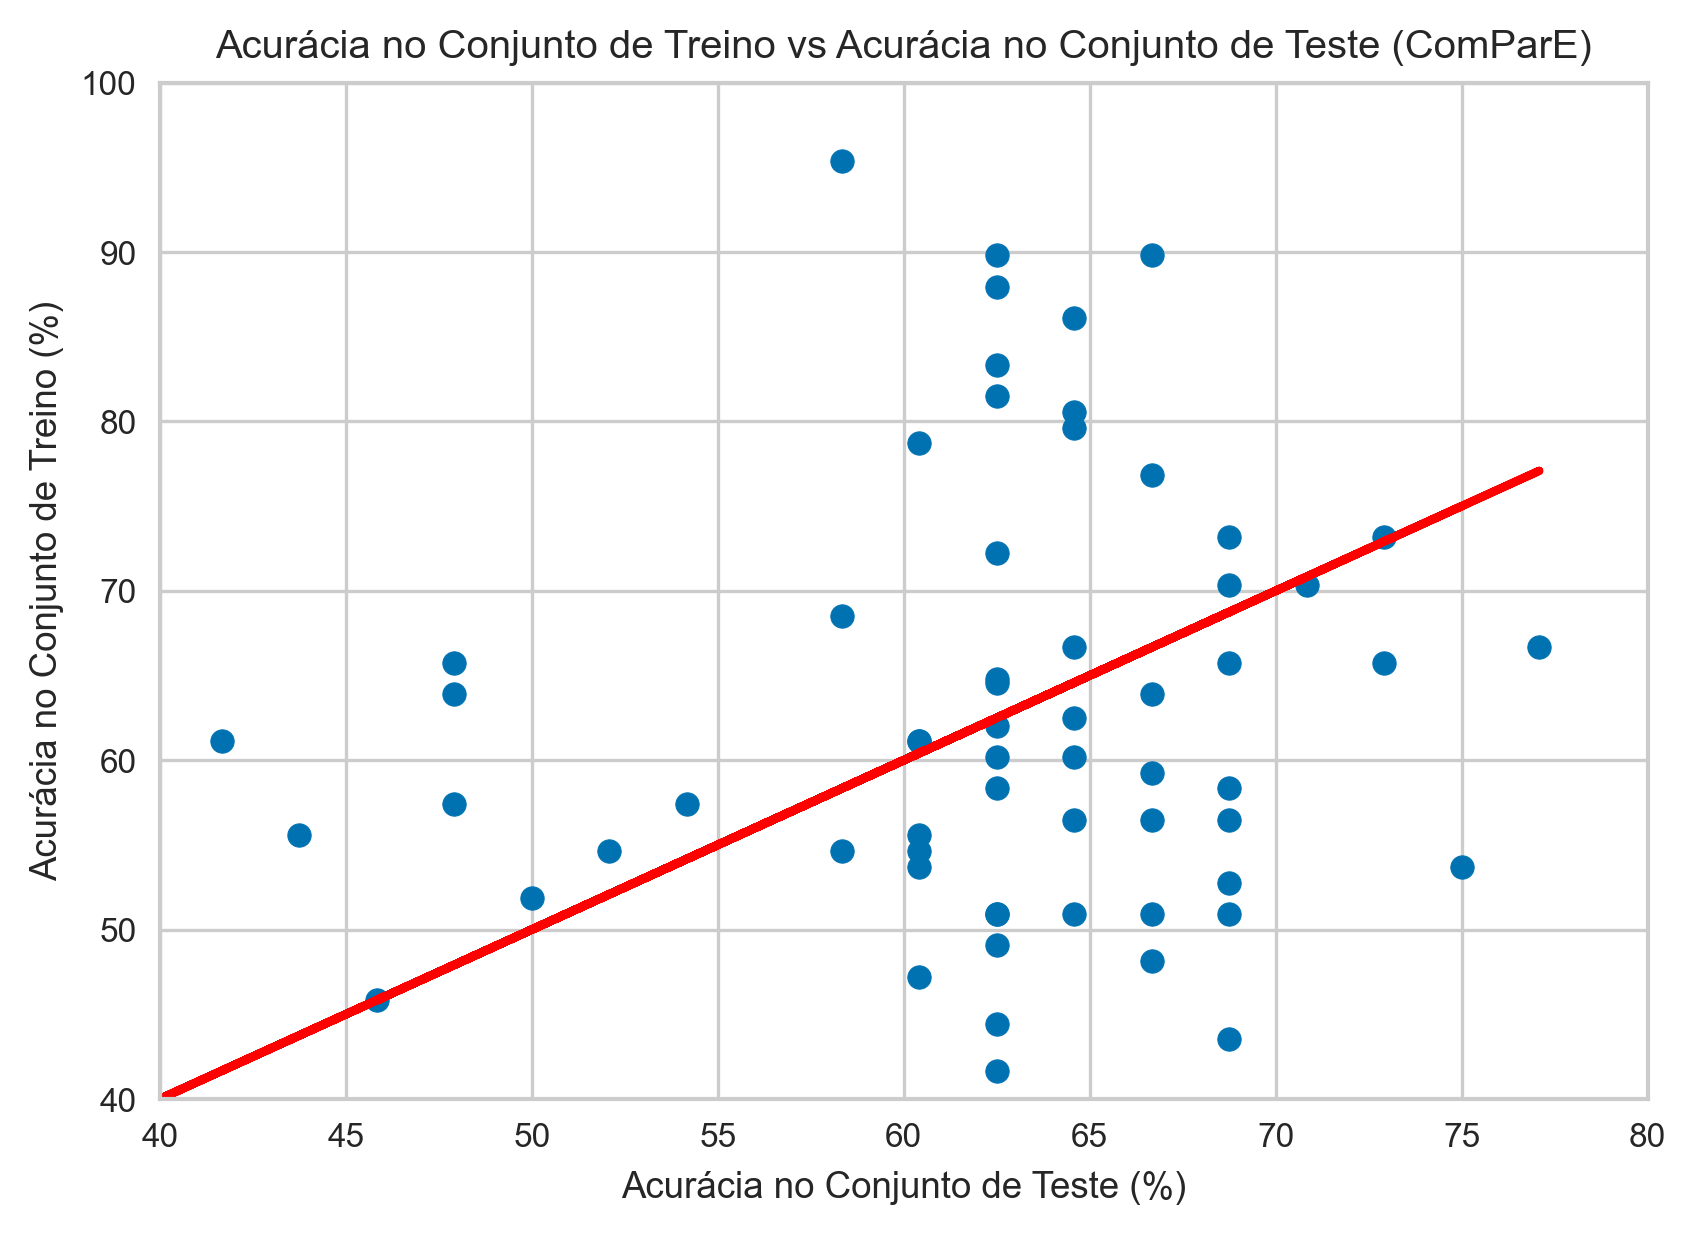 Acurácia no Conjunto de Treino vs Acurácia no Conjunto de Teste (ComParE)
Acurácia no Conjunto de Treino (%)
100
90
80
70
60
50
40
40 45 50 55 60 65 70 75 80
Acurácia no Conjunto de Teste (%)